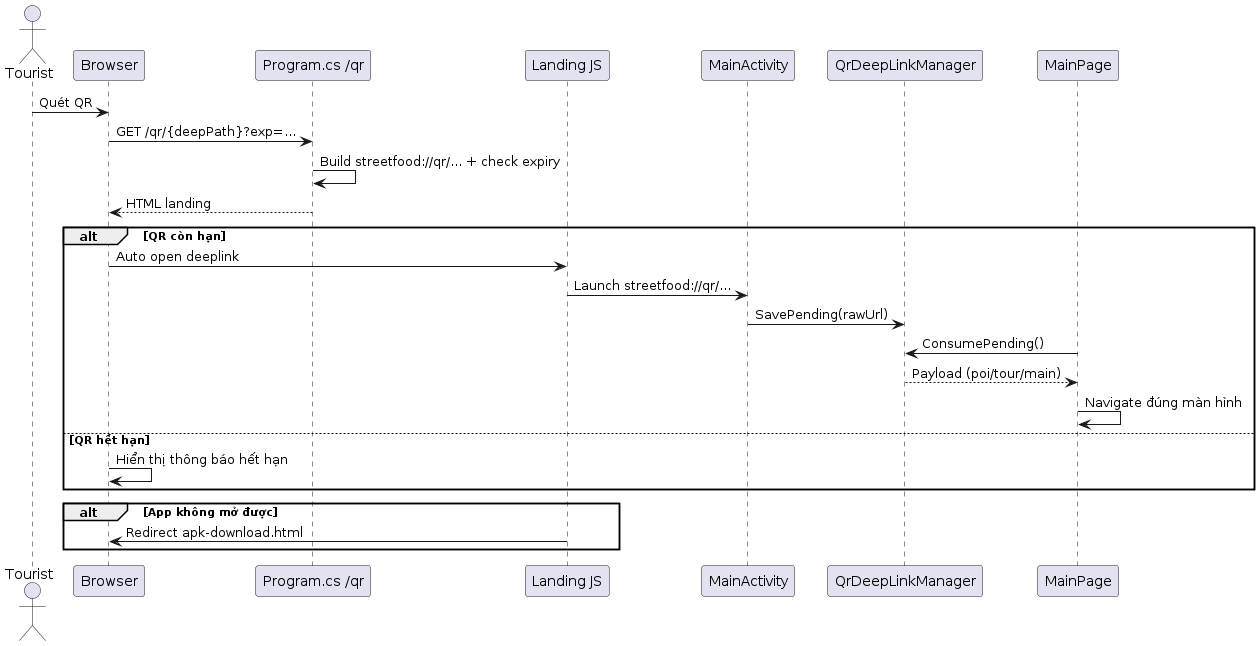 Tourist
Browser
Program.cs /qr
Landing JS
MainActivity
QrDeepLinkManager
MainPage
Quét QR
GET /qr/{deepPath}?exp=...
Build streetfood://qr/... + check expiry
HTML landing
alt [QR còn hạn]
Auto open deeplink
Launch streetfood://qr/...
SavePending(rawUrl)
ConsumePending()
Payload (poi/tour/main)
Navigate đúng màn hình
[QR hết hạn]
Hiển thị thông báo hết hạn
alt [App không mở được]
Redirect apk-download.html
Tourist
Browser
Program.cs /qr
Landing JS
MainActivity
QrDeepLinkManager
MainPage